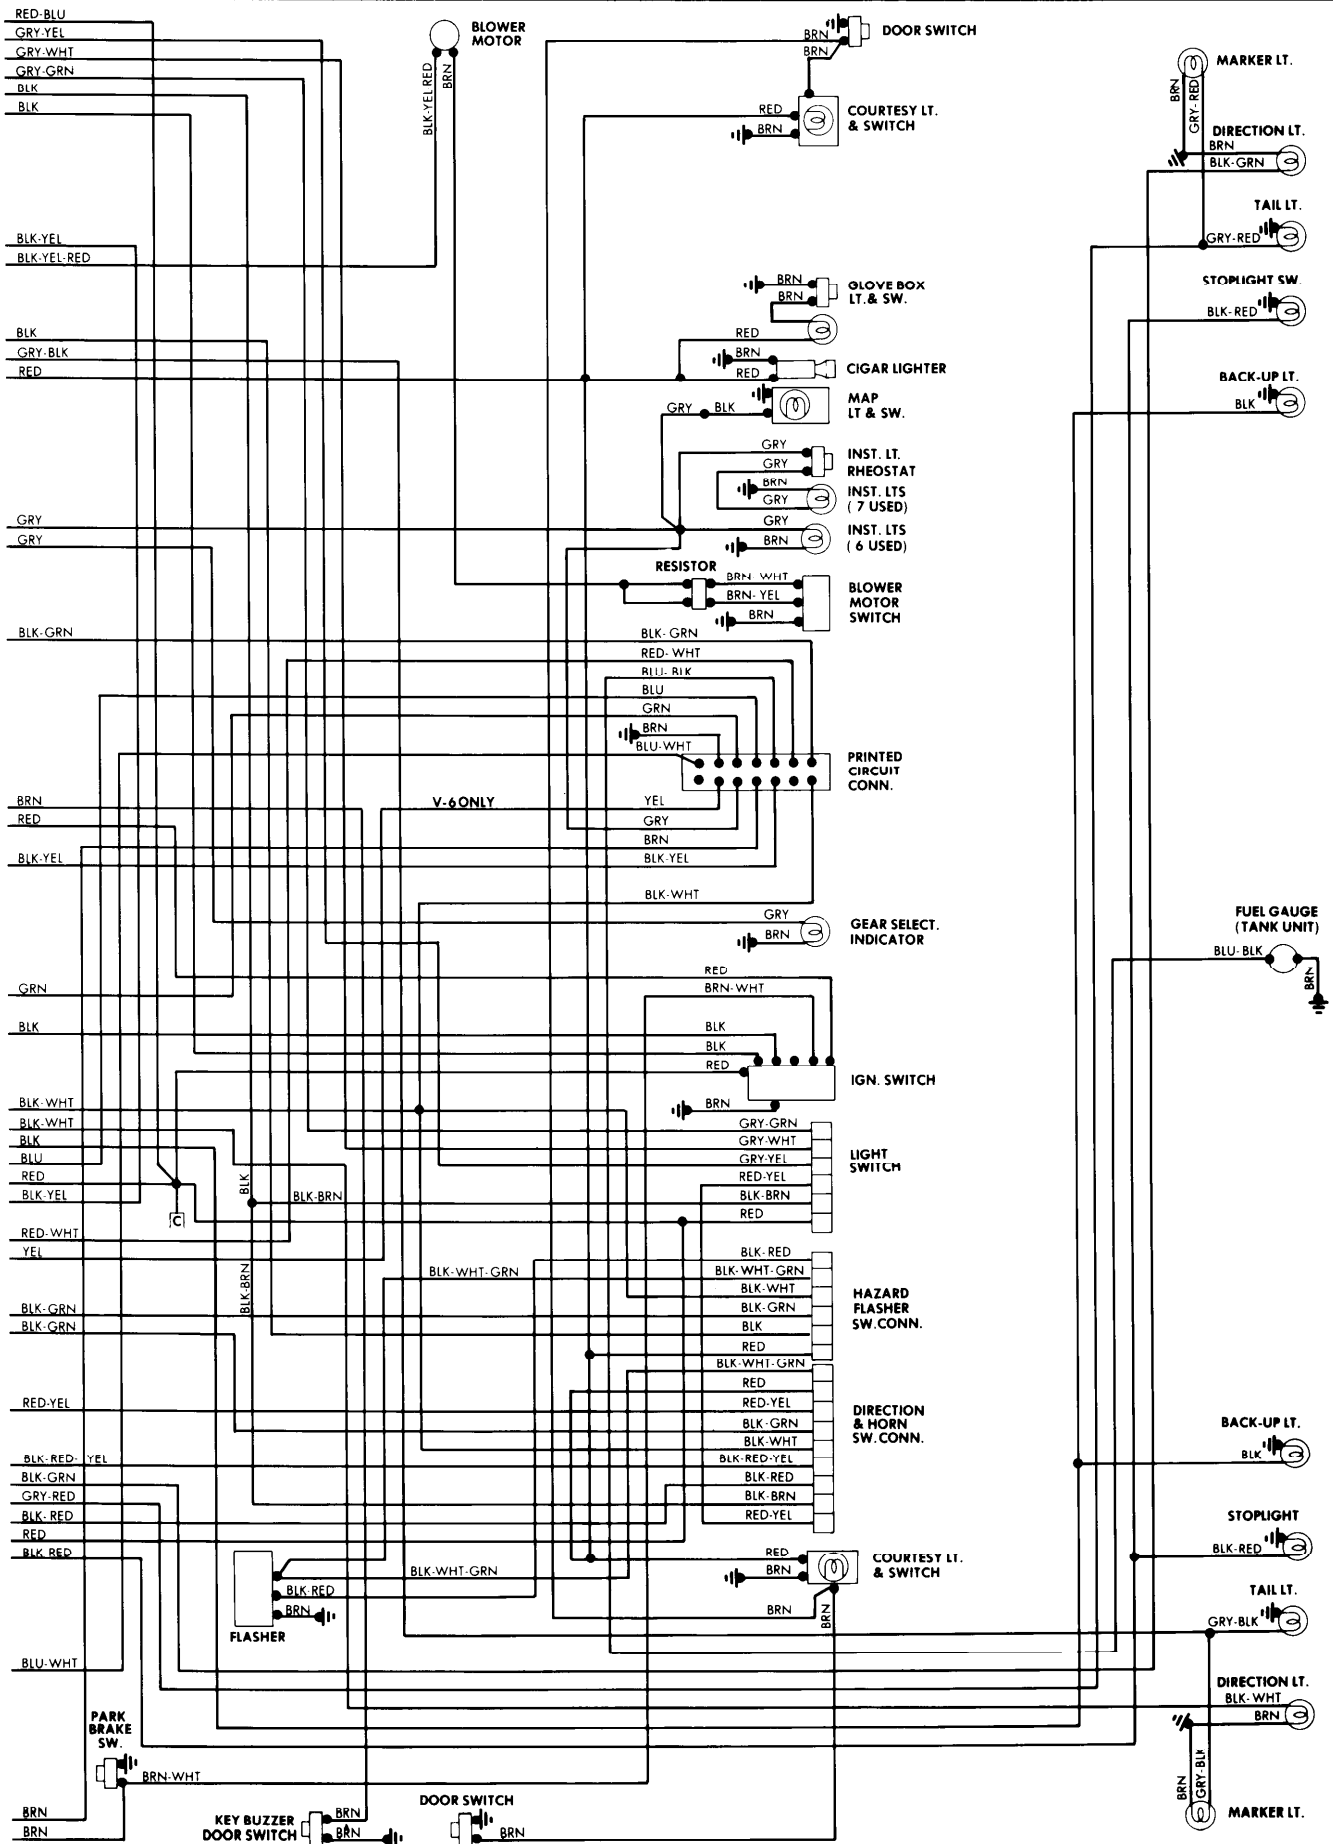 RED-BLU
GRY-YEL
GRY-WHT
GRY-GRN
BLK
BLK
BLOWER
MOTOR
BLK-YEL RED
BRN
BRN
BRN
DOOR SWITCH
RED
BRN
COURTESY LT.
& SWITCH
MARKER LT.
BRN
GRY-RED
DIRECTION LT.
BRN
BLK-GRN
TAIL LT.
GRY-RED
BLK-YEL
BLK-YEL-RED
STOPLIGHT SW.
BLK-RED
BRN
BRN
GLOVE BOX
LT. & SW.
RED
BLK
GRY-BLK
RED
BRN
RED
CIGAR LIGHTER
BACK-UP LT.
BLK
MAP
LT & SW.
GRY
BLK
GRY
GRY
INST. LT.
RHEOSTAT
BRN
GRY
INST. LTS
( 7 USED)
GRY
GRY
GRY
BRN
INST. LTS
( 6 USED)
RESISTOR
BRN WHT
BRN-YEL
BRN
BLOWER
MOTOR
SWITCH
BLK-GRN
BLK-GRN
RED-WHT
BLU-BLK
BLU
GRN
BRN
BLU-WHT
PRINTED
CIRCUIT
CONN.
BRN
RED
V-6 ONLY
YEL
GRY
BRN
BLK-YEL
BLK-YEL
BLK-WHT
GRY
BRN
GEAR SELECT.
INDICATOR
FUEL GAUGE
(TANK UNIT)
BLU-BLK
BRN
RED
GRN
BRN-WHT
BLK
BLK
BLK
RED
IGN. SWITCH
BLK-WHT
BRN
BLK-WHT
BLK
BLU
RED
BLK-YEL
GRY-GRN
GRY-WHT
GRY-YEL
RED-YEL
BLK-BRN
RED
LIGHT
SWITCH
BLK
BLK-BRN
C
RED-WHT
YEL
BLK-BRN
BLK-WHT-GRN
BLK-RED
BLK-WHT-GRN
BLK-WHT
BLK-GRN
BLK
RED
HAZARD
FLASHER
SW.CONN.
BLK-GRN
BLK-GRN
BLK-WHT-GRN
RED
RED-YEL
BLK-GRN
BLK-WHT
BLK-RED-YEL
BLK-RED
BLK-BRN
RED-YEL
DIRECTION
& HORN
SW.CONN.
RED-YEL
BLK-RED- YEL
BLK-GRN
GRY-RED
BLK-RED
RED
BLK RED
BACK-UP LT.
BLK
STOPLIGHT
BLK-RED
BLK-WHT-GRN
BLK-RED
BRN
FLASHER
RED
BRN
COURTESY LT.
& SWITCH
BRN
BRN
TAIL LT.
GRY-BLK
BLU-WHT
DIRECTION LT.
BLK-WHT
BRN
PARK
BRAKE
SW.
BRN-WHT
BRN
GRY-BLK
MARKER LT.
BRN
BRN
KEY BUZZER
DOOR SWITCH
BRN
BRN
DOOR SWITCH
BRN